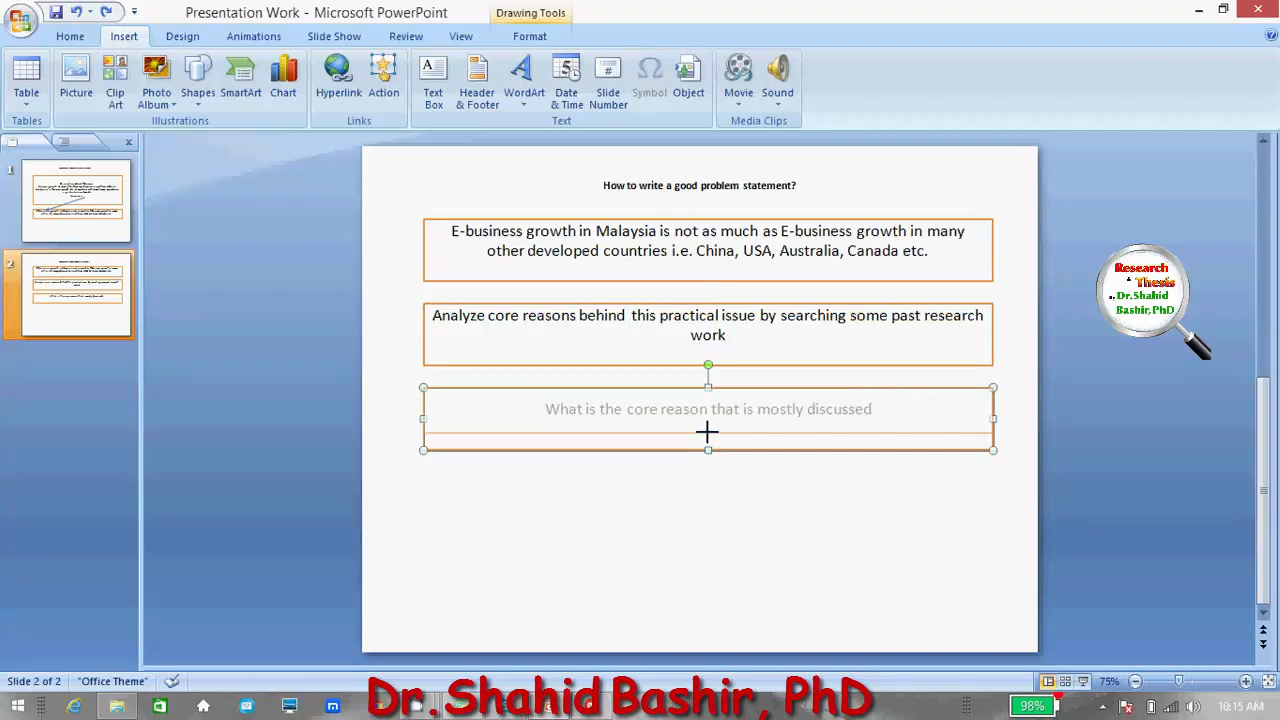 Presentation Work - Microsoft PowerPoint
Drawing Tools
Home Insert Design Animations Slide Show Review View Format
Table
Picture
Clip Art
Photo Album
Shapes
SmartArt
Chart
Hyperlink
Action
Text Box
Header & Footer
WordArt
Date & Time
Slide Number
Symbol
Object
Movie
Sound
Tables Illustrations Links Text Media Clips
1
2
How to write a good problem statement?
E-business growth in Malaysia is not as much as E-business growth in many
other developed countries i.e. China, USA, Australia, Canada etc.
Analyze core reasons behind this practical issue by searching some past research
work
What is the core reason that is mostly discussed
Research
Thesis
Dr.Shahid
Bashir,PhD
Slide 2 of 2 "Office Theme" 75%
Dr.Shahid Bashir, PhD
98% 10:15 AM